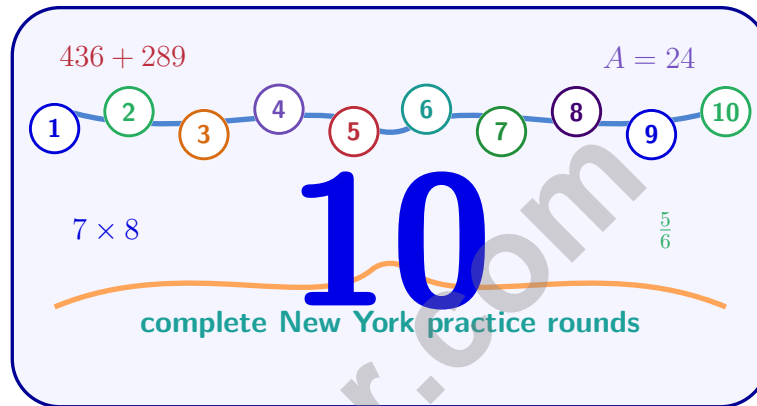 436 + 289
A = 24
1 2 3 4 5 6 7 8 9 10
10
7 × 8
5/6
complete New York practice rounds
r.com